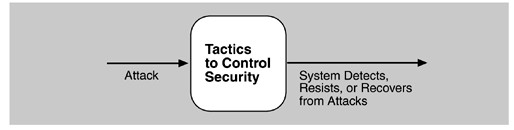 Attack
Tactics
to Control
Security
System Detects,
Resists, or Recovers
from Attacks